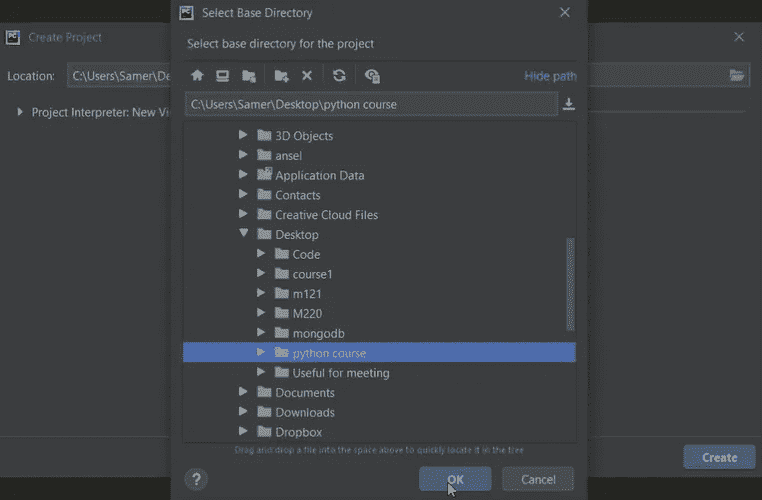 Select Base Directory
Create Project
Select base directory for the project
Location: C:\Users\Samer\De
Hide path
C:\Users\Samer\Desktop\python course
Project Interpreter: New Vi
3D Objects
ansel
Application Data
Contacts
Creative Cloud Files
Desktop
Code
course1
m121
M220
mongodb
python course
Useful for meeting
Documents
Downloads
Dropbox
Drag and drop a file into the space above to quickly locate it in the tree
Create
? OK Cancel